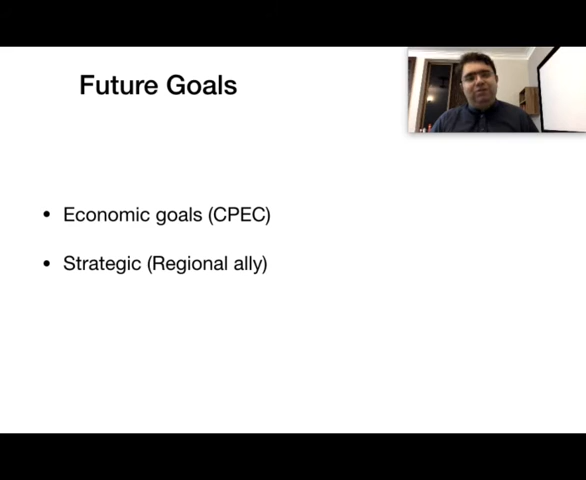 Future Goals
• Economic goals (CPEC)
• Strategic (Regional ally)